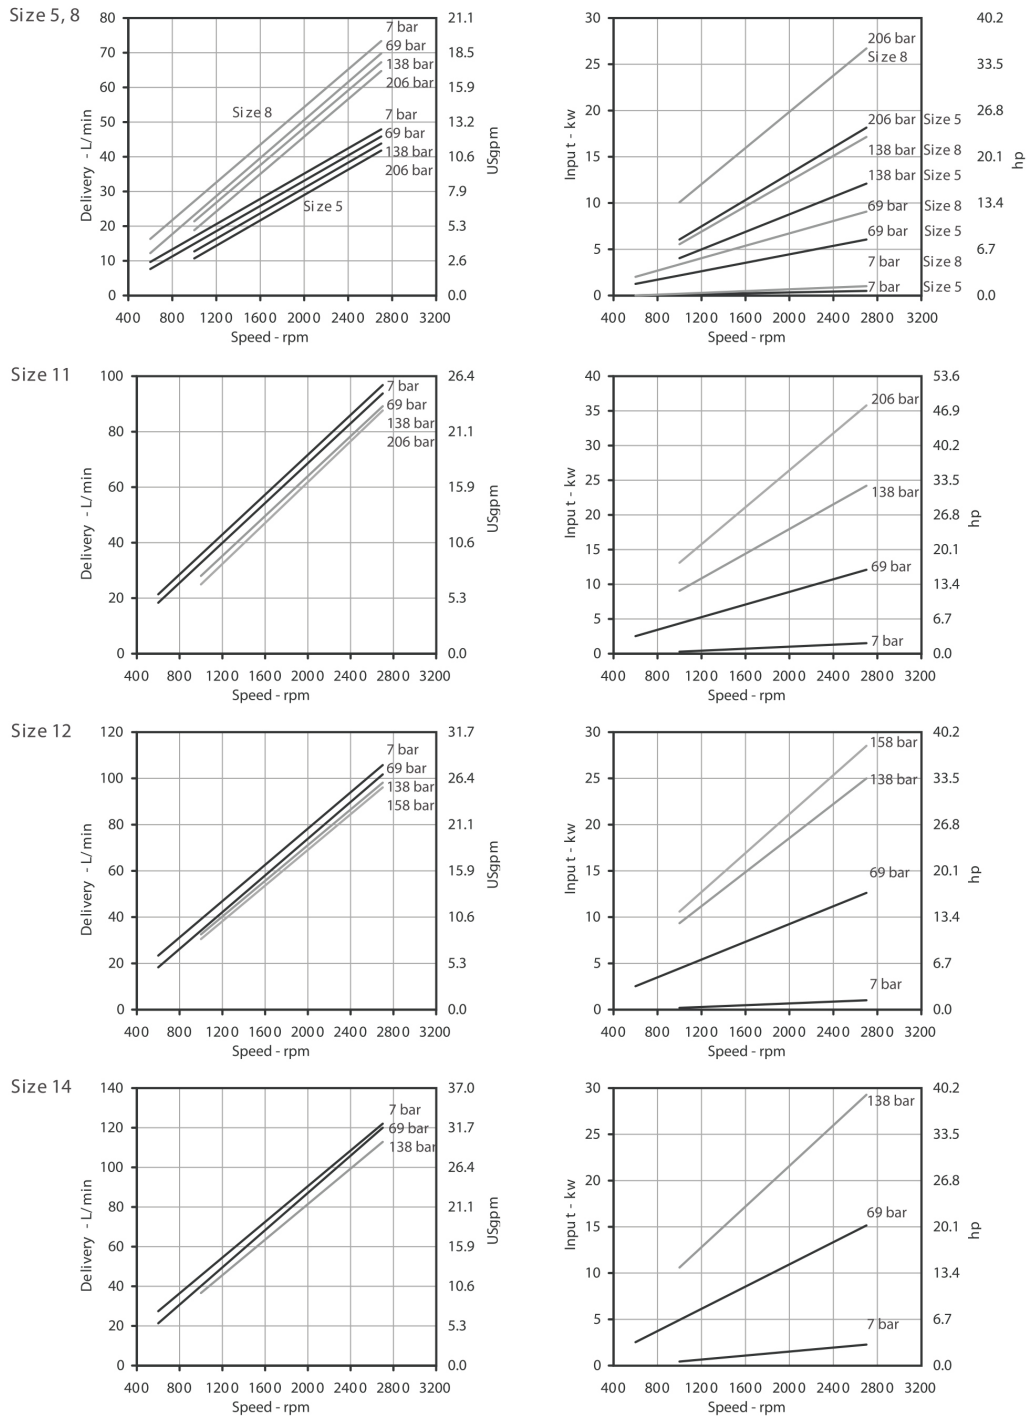 Size 5, 8
80
70
60
50
40
30
20
10
0
Delivery - L/min
21.1
18.5
15.9
13.2
10.6
7.9
5.3
2.6
0.0
USgpm
7 bar
69 bar
138 bar
206 bar
Size 8
7 bar
69 bar
138 bar
206 bar
Size 5
400 800 1200 1600 2000 2400 2800 3200
Speed - rpm
30
25
20
15
10
5
0
Input - kw
40.2
33.5
26.8
20.1
13.4
6.7
0.0
hp
206 bar
Size 8
206 bar Size 5
138 bar Size 8
138 bar Size 5
69 bar Size 8
69 bar Size 5
7 bar Size 8
7 bar Size 5
400 800 1200 1600 2000 2400 2800 3200
Speed - rpm
Size 11
100
80
60
40
20
0
Delivery - L/min
26.4
21.1
15.9
10.6
5.3
0.0
USgpm
7 bar
69 bar
138 bar
206 bar
400 800 1200 1600 2000 2400 2800 3200
Speed - rpm
40
35
30
25
20
15
10
5
0
Input - kw
53.6
46.9
40.2
33.5
26.8
20.1
13.4
6.7
0.0
hp
206 bar
138 bar
69 bar
7 bar
400 800 1200 1600 2000 2400 2800 3200
Speed - rpm
Size 12
120
100
80
60
40
20
0
Delivery - L/min
31.7
26.4
21.1
15.9
10.6
5.3
0.0
USgpm
7 bar
69 bar
138 bar
158 bar
400 800 1200 1600 2000 2400 2800 3200
Speed - rpm
30
25
20
15
10
5
0
Input - kw
40.2
33.5
26.8
20.1
13.4
6.7
0.0
hp
158 bar
138 bar
69 bar
7 bar
400 800 1200 1600 2000 2400 2800 3200
Speed - rpm
Size 14
140
120
100
80
60
40
20
0
Delivery - L/min
37.0
31.7
26.4
21.1
15.9
10.6
5.3
0.0
USgpm
7 bar
69 bar
138 bar
400 800 1200 1600 2000 2400 2800 3200
Speed - rpm
30
25
20
15
10
5
0
Input - kw
40.2
33.5
26.8
20.1
13.4
6.7
0.0
hp
138 bar
69 bar
7 bar
400 800 1200 1600 2000 2400 2800 3200
Speed - rpm